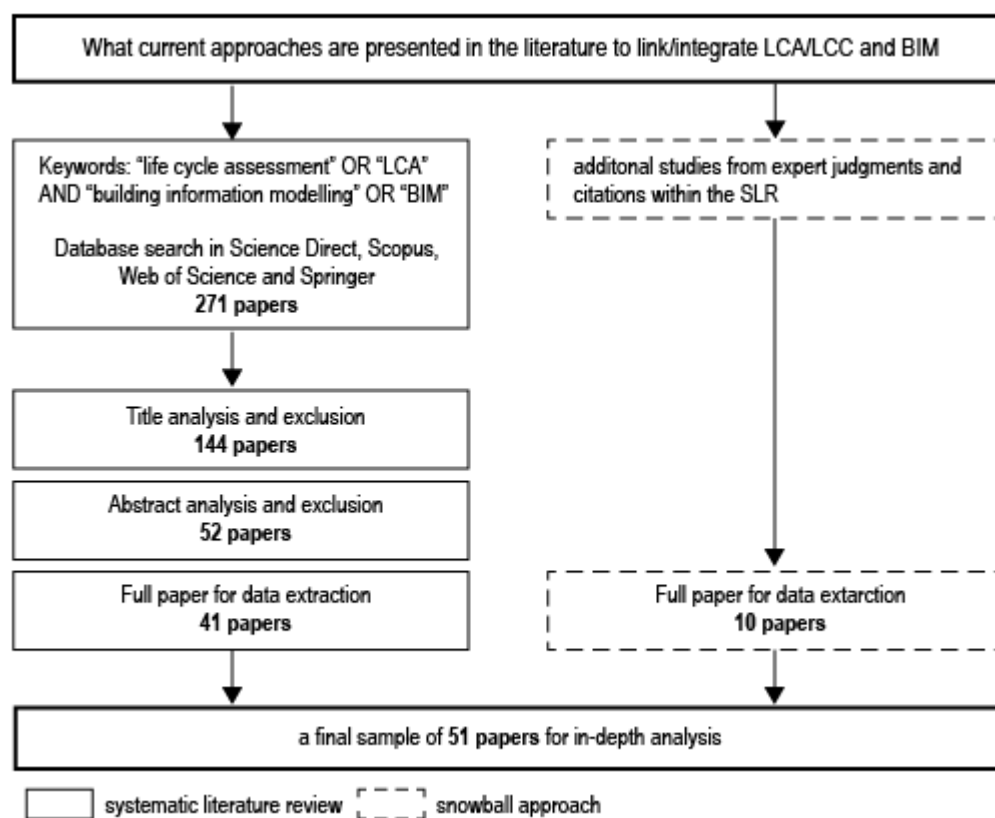 What current approaches are presented in the literature to link/integrate LCA/LCC and BIM
Keywords: “life cycle assessment” OR “LCA”
AND “building information modelling” OR “BIM”
Database search in Science Direct, Scopus,
Web of Science and Springer
271 papers
additonal studies from expert judgments and
citations within the SLR
Title analysis and exclusion
144 papers
Abstract analysis and exclusion
52 papers
Full paper for data extraction
41 papers
Full paper for data extarction
10 papers
a final sample of 51 papers for in-depth analysis
systematic literature review
snowball approach